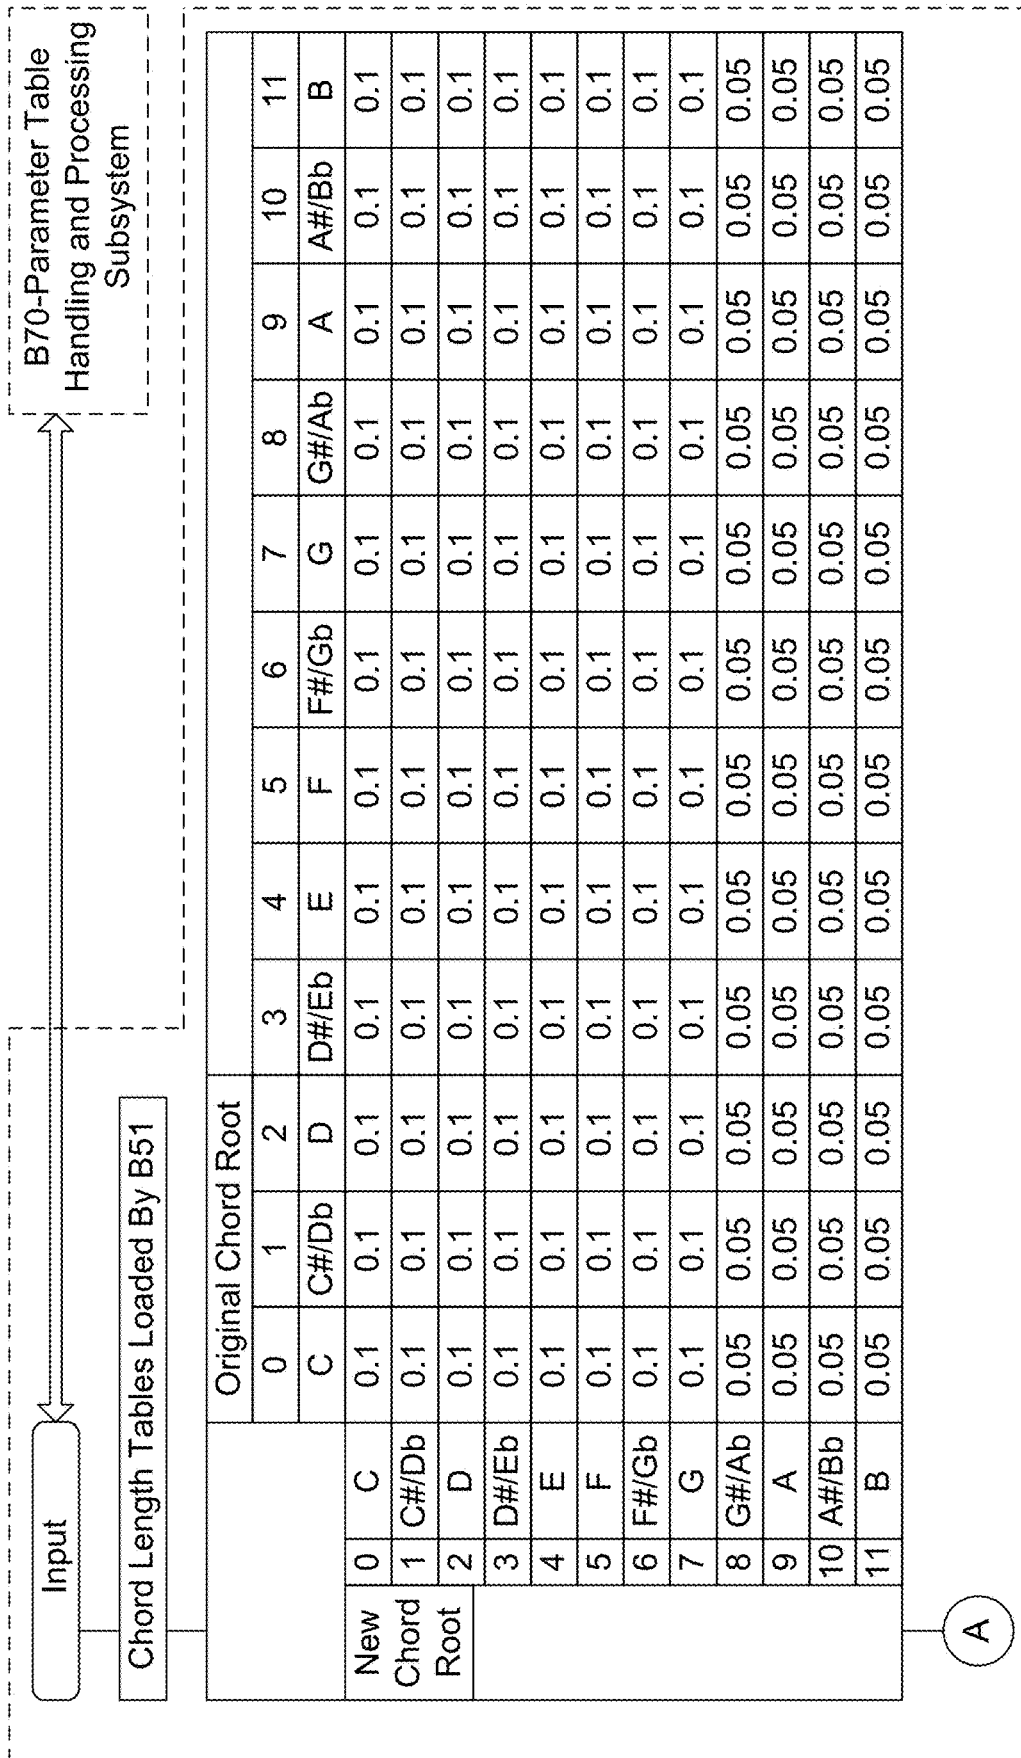 Input
B70-Parameter Table
Handling and Processing
Subsystem
Chord Length Tables Loaded By B51
Original Chord Root
0 1 2 3 4 5 6 7 8 9 10 11
C C#/Db D D#/Eb E F F#/Gb G G#/Ab A A#/Bb B
New
Chord
Root
0 C 0.1 0.1 0.1 0.1 0.1 0.1 0.1 0.1 0.1 0.1 0.1 0.1
1 C#/Db 0.1 0.1 0.1 0.1 0.1 0.1 0.1 0.1 0.1 0.1 0.1 0.1
2 D 0.1 0.1 0.1 0.1 0.1 0.1 0.1 0.1 0.1 0.1 0.1 0.1
3 D#/Eb 0.1 0.1 0.1 0.1 0.1 0.1 0.1 0.1 0.1 0.1 0.1 0.1
4 E 0.1 0.1 0.1 0.1 0.1 0.1 0.1 0.1 0.1 0.1 0.1 0.1
5 F 0.1 0.1 0.1 0.1 0.1 0.1 0.1 0.1 0.1 0.1 0.1 0.1
6 F#/Gb 0.1 0.1 0.1 0.1 0.1 0.1 0.1 0.1 0.1 0.1 0.1 0.1
7 G 0.1 0.1 0.1 0.1 0.1 0.1 0.1 0.1 0.1 0.1 0.1 0.1
8 G#/Ab 0.05 0.05 0.05 0.05 0.05 0.05 0.05 0.05 0.05 0.05 0.05 0.05
9 A 0.05 0.05 0.05 0.05 0.05 0.05 0.05 0.05 0.05 0.05 0.05 0.05
10 A#/Bb 0.05 0.05 0.05 0.05 0.05 0.05 0.05 0.05 0.05 0.05 0.05 0.05
11 B 0.05 0.05 0.05 0.05 0.05 0.05 0.05 0.05 0.05 0.05 0.05 0.05
A